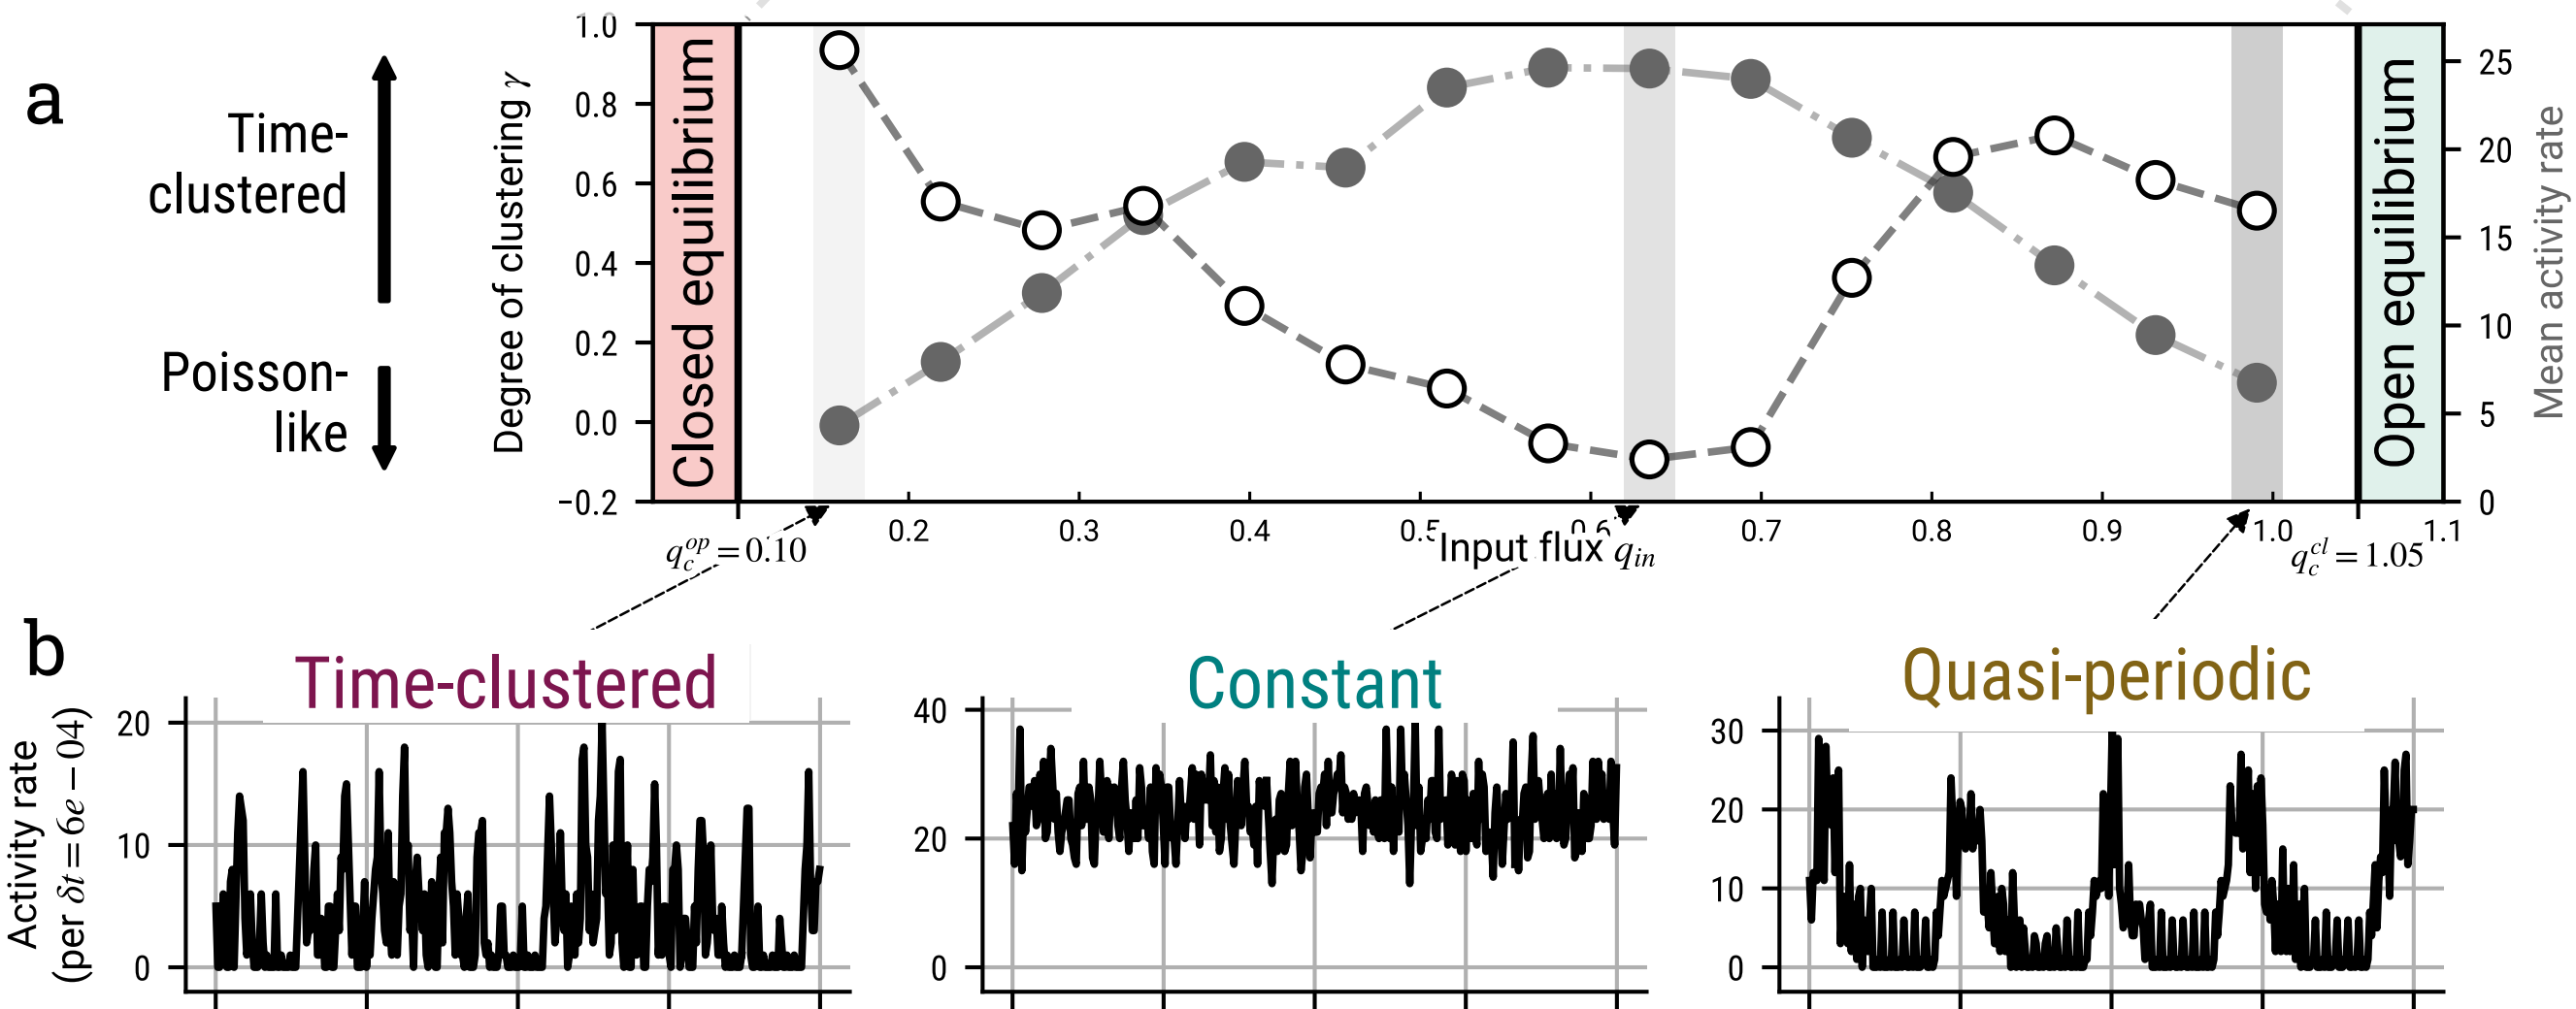 a
Time-
clustered
Poisson-
like
Degree of clustering γ
1.0
0.8
0.6
0.4
0.2
0.0
−0.2
Closed equilibrium
Open equilibrium
25
20
15
10
5
0
Mean activity rate
0.2
0.3
0.4
0.5
0.6
0.7
0.8
0.9
1.0
1.1
q_c^{op} = 0.10
Input flux q_{in}
q_c^{cl} = 1.05
b
Time-clustered
Constant
Quasi-periodic
Activity rate
(per δt = 6e − 04)
20
10
0
40
20
0
30
20
10
0